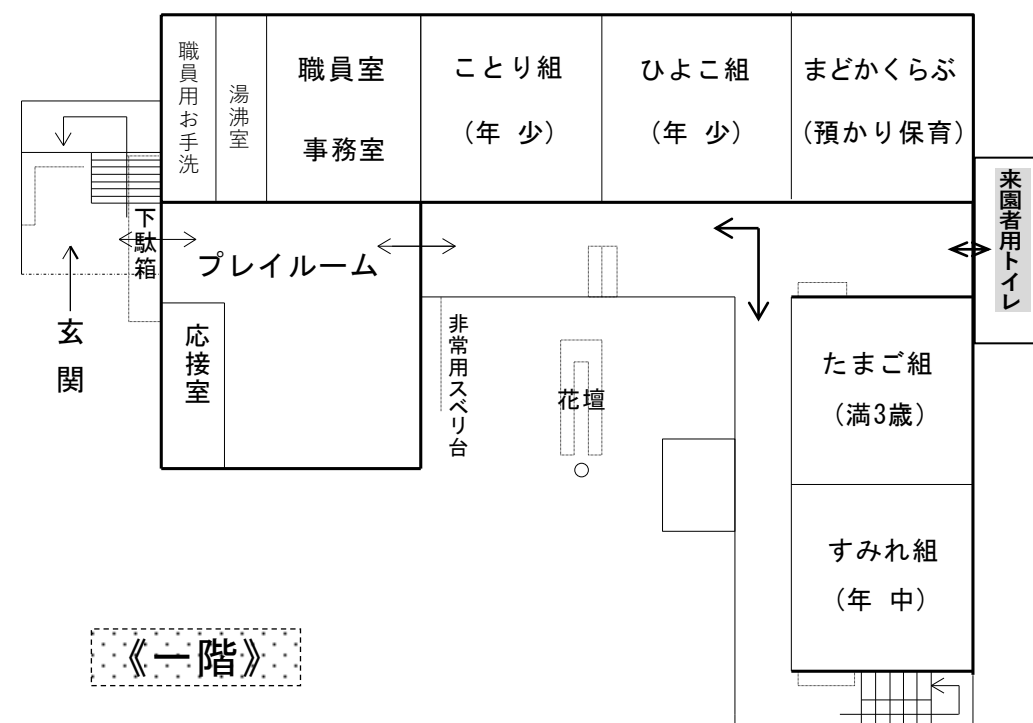 職員用お手洗
湯沸室
職員室
事務室
ことり組
(年 少)
ひよこ組
(年 少)
まどかくらぶ
(預かり保育)
来園者用トイレ
下駄箱
プレイルーム
玄関
応接室
非常用スベリ台
花壇
たまご組
(満3歳)
すみれ組
(年 中)
《一階》